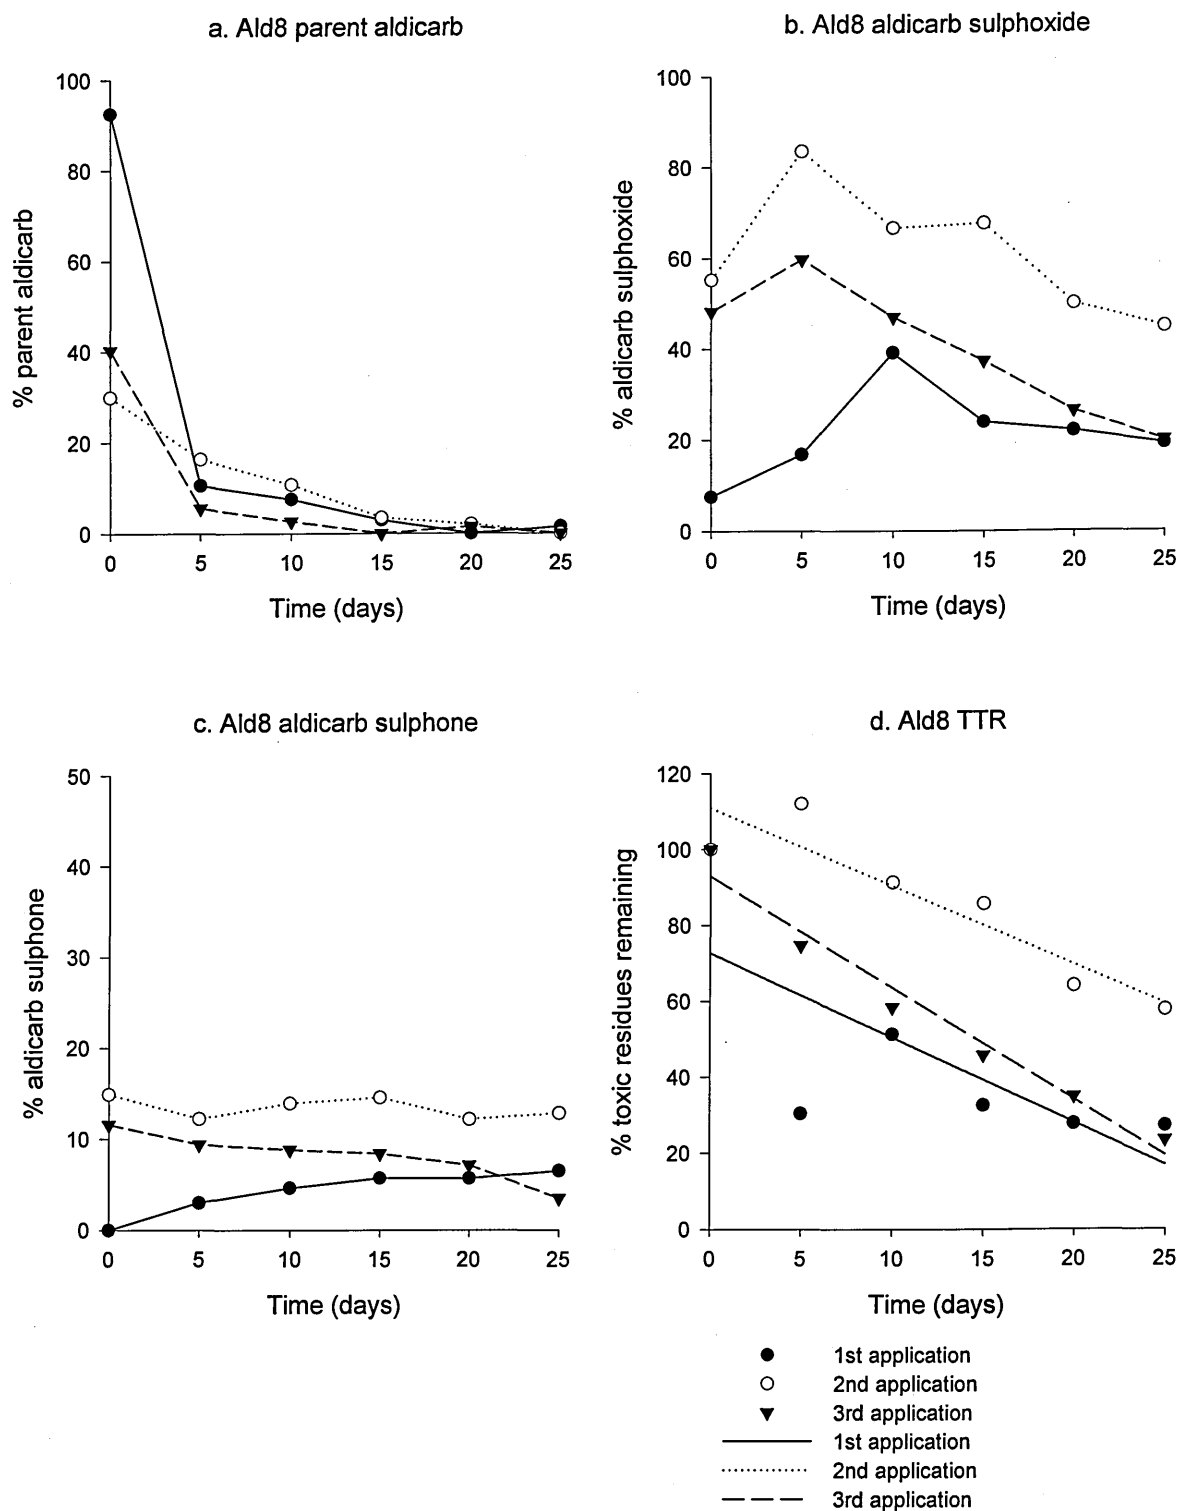 a. Ald8 parent aldicarb
100
80
60
40
20
0
% parent aldicarb
0 5 10 15 20 25
Time (days)
b. Ald8 aldicarb sulphoxide
100
80
60
40
20
0
% aldicarb sulphoxide
0 5 10 15 20 25
Time (days)
c. Ald8 aldicarb sulphone
50
40
30
20
10
0
% aldicarb sulphone
0 5 10 15 20 25
Time (days)
d. Ald8 TTR
120
100
80
60
40
20
0
% toxic residues remaining
0 5 10 15 20 25
Time (days)
1st application
2nd application
3rd application
1st application
2nd application
3rd application